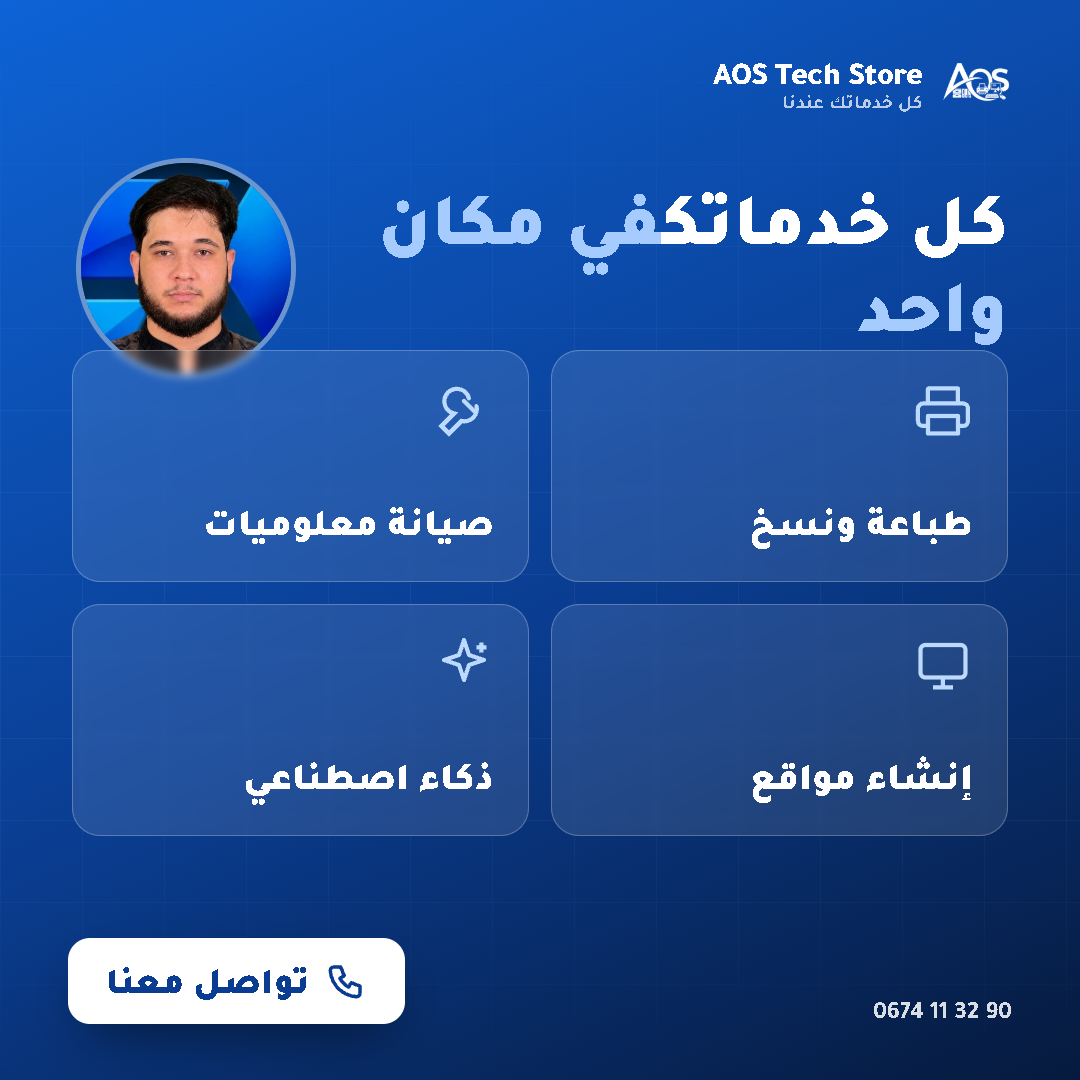 AOS Tech Store
كل خدماتك عندنا
AOS
كل خدماتكفي مكان
واحد
طباعة ونسخ
صيانة معلوميات
إنشاء مواقع
ذكاء اصطناعي
تواصل معنا
0674 11 32 90